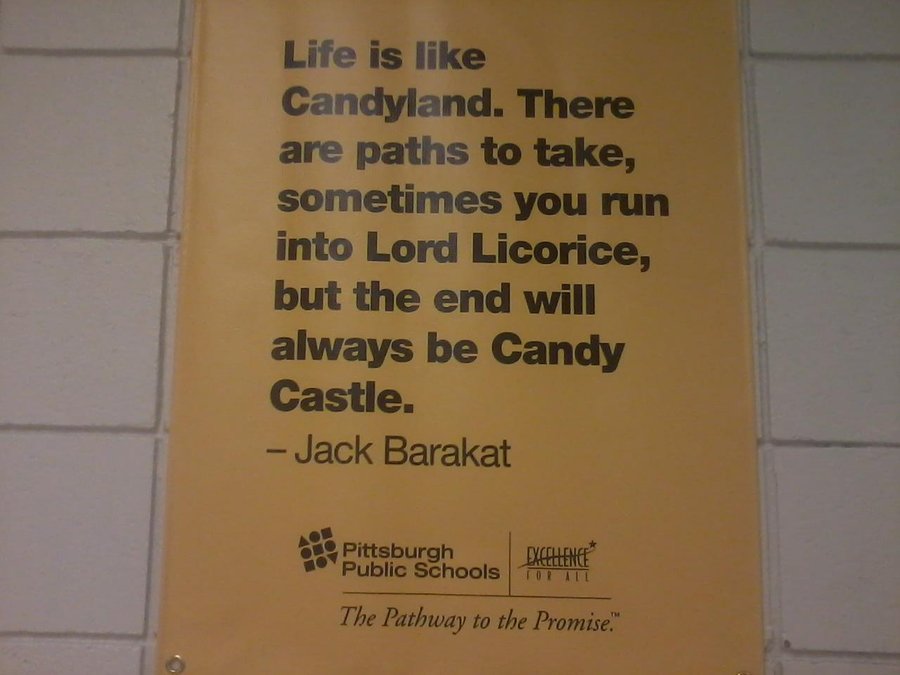 Life is like
Candyland. There
are paths to take,
sometimes you run
into Lord Licorice,
but the end will
always be Candy
Castle.
– Jack Barakat
Pittsburgh
Public Schools
EXCELLENCE
FOR ALL
The Pathway to the Promise.™